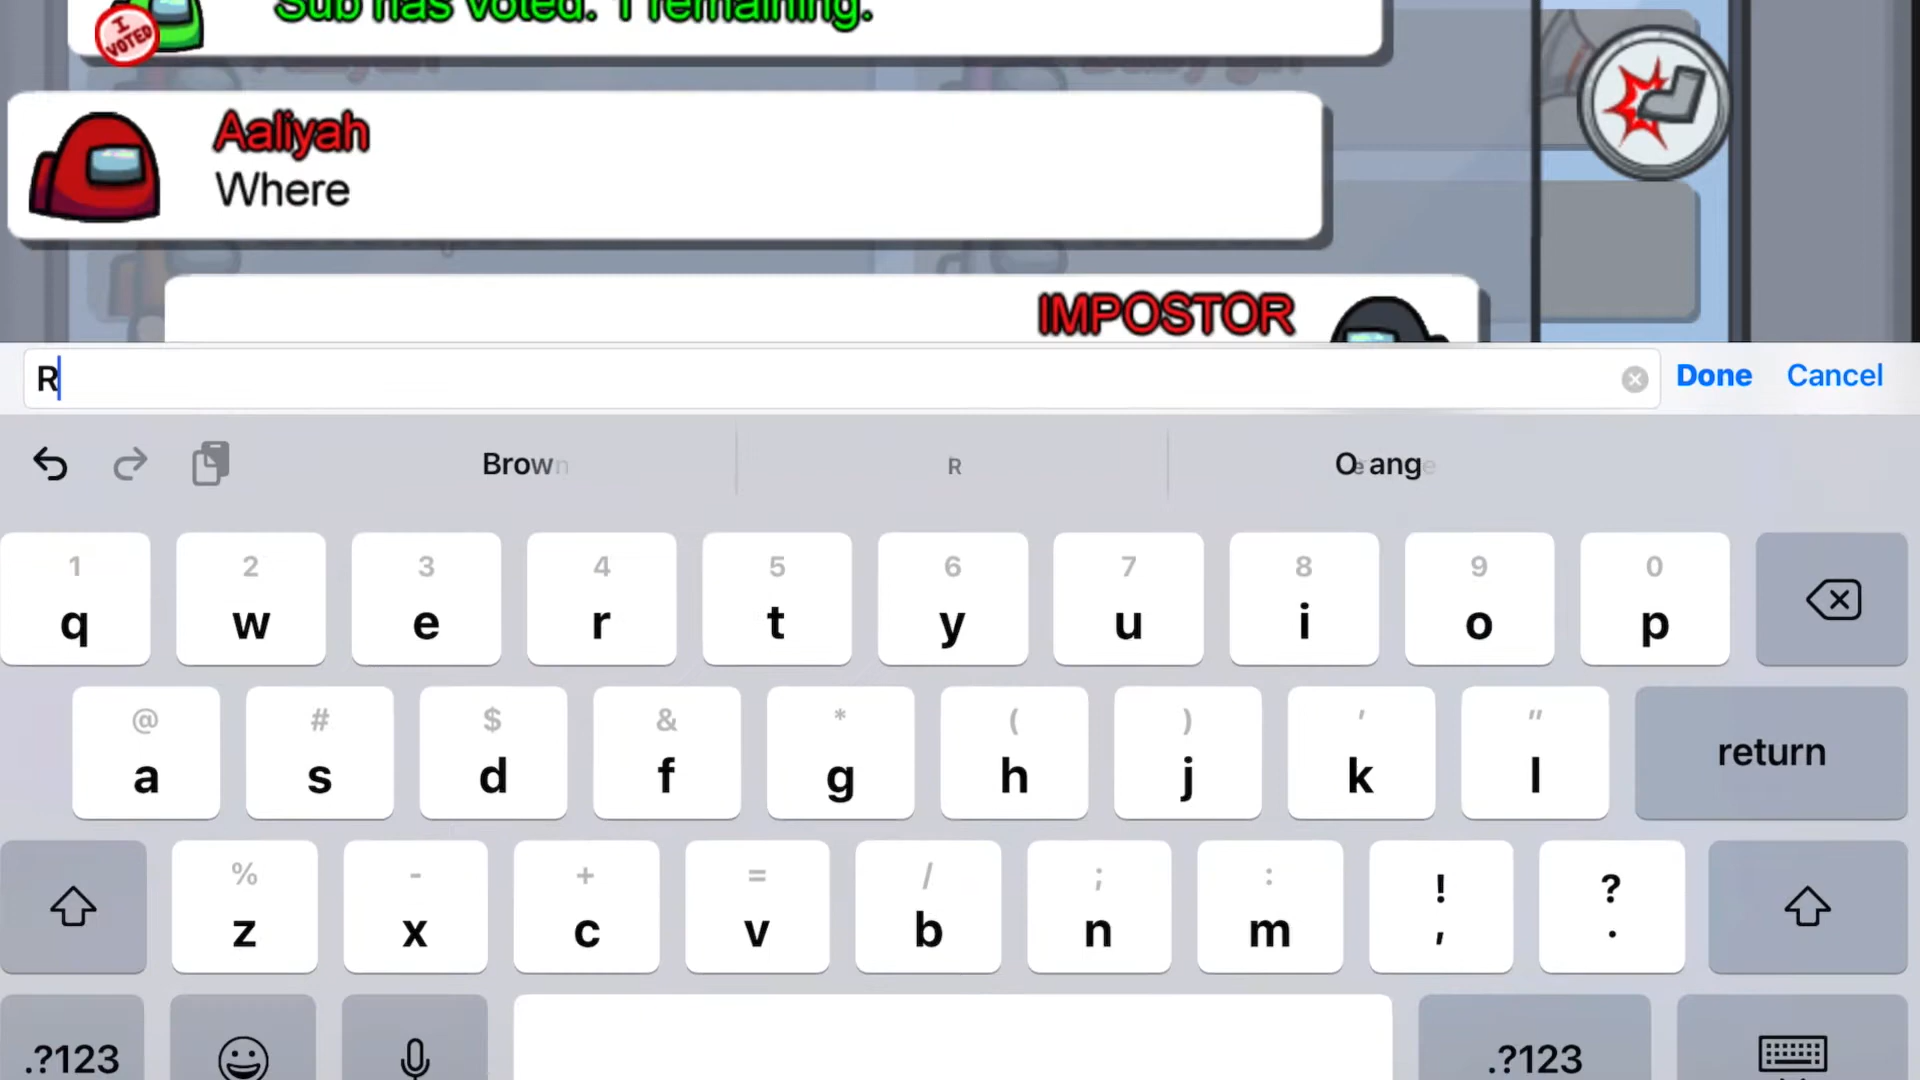 Sub has voted. 1 remaining.
I VOTED
Aaliyah
Where
IMPOSTOR
R Done Cancel
Brown R Orange
1 2 3 4 5 6 7 8 9 0
q w e r t y u i o p
@ # $ & * ( ) ' "
a s d f g h j k l return
% - + = / ; : ! ?
z x c v b n m , .
.?123 .?123